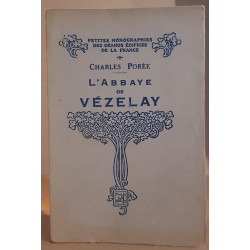 PETITES MONOGRAPHIES
DES GRANDS ÉDIFICES
DE LA FRANCE
CHARLES PORÉE
L'ABBAYE
DE
VÉZELAY